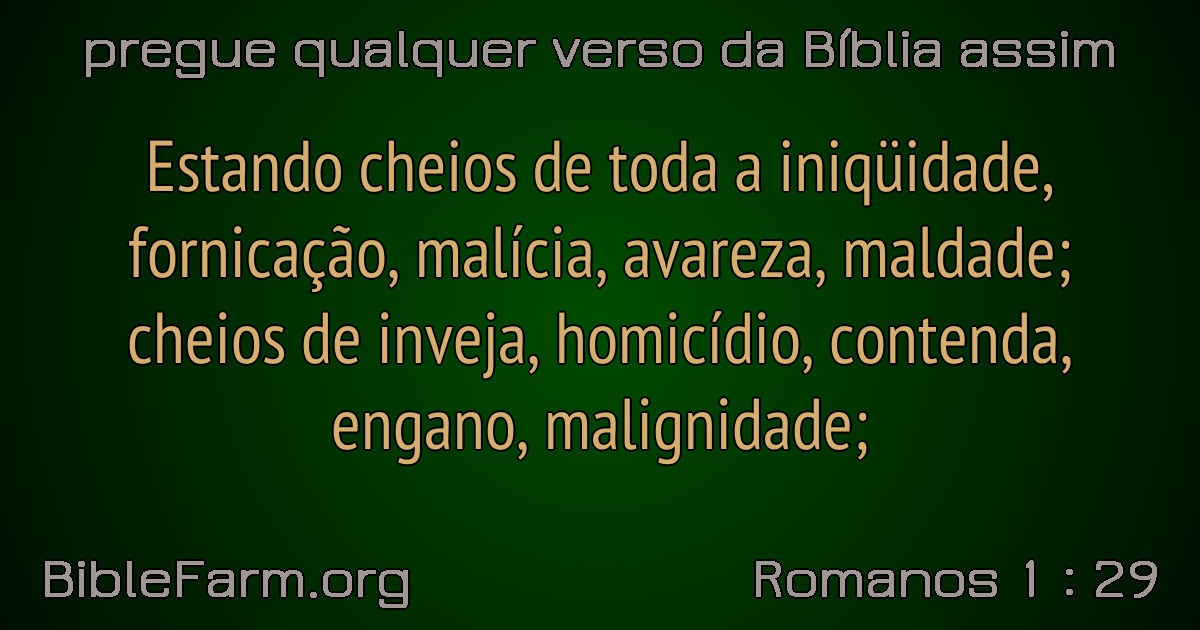 pregue qualquer verso da Bíblia assim
Estando cheios de toda a iniqüidade,
fornicação, malícia, avareza, maldade;
cheios de inveja, homicídio, contenda,
engano, malignidade;
BibleFarm.org
Romanos 1 : 29